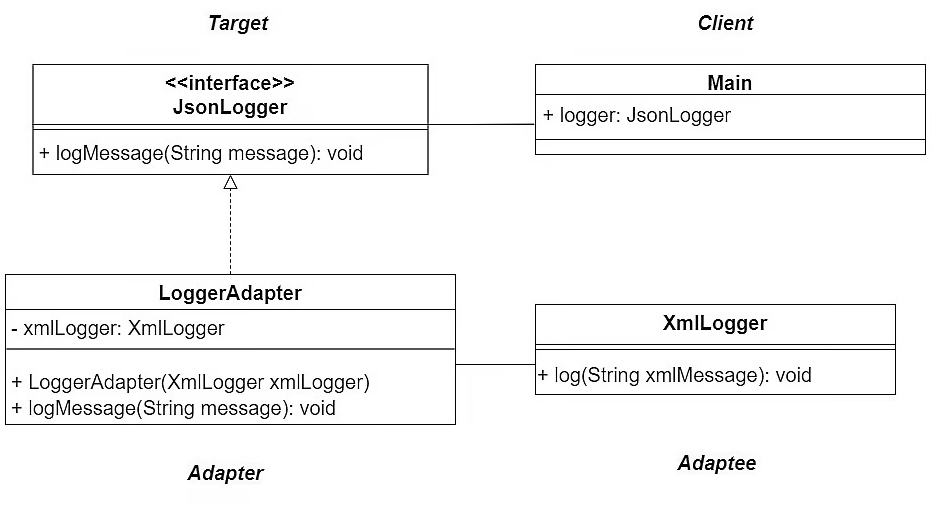 Target
Client
<<interface>>
JsonLogger
+ logMessage(String message): void
Main
+ logger: JsonLogger
LoggerAdapter
- xmlLogger: XmlLogger
+ LoggerAdapter(XmlLogger xmlLogger)
+ logMessage(String message): void
XmlLogger
+ log(String xmlMessage): void
Adapter
Adaptee